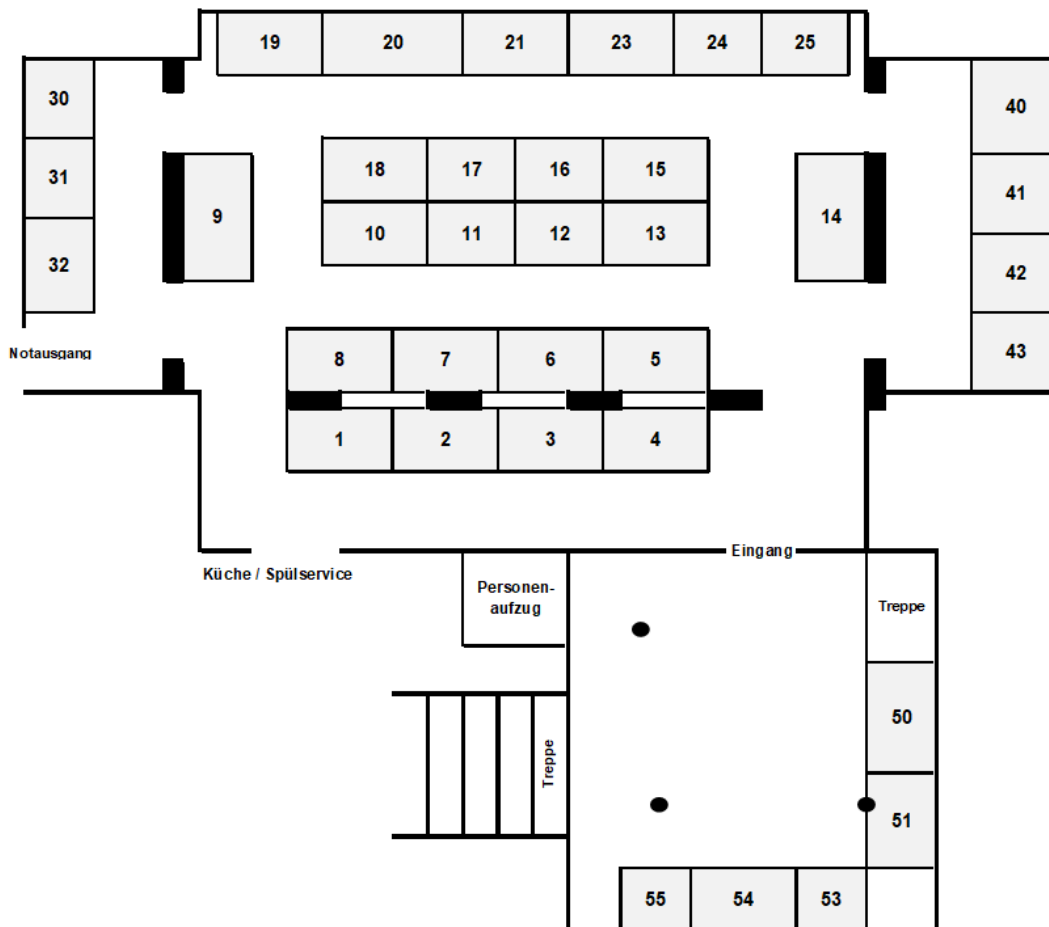 19 20 21 23 24 25
30 40
18 17 16 15
31 41
9 14
10 11 12 13
32 42
Notausgang
8 7 6 5 43
1 2 3 4
Eingang
Küche / Spülservice
Personen-
aufzug
Treppe
50
Treppe
51
55 54 53